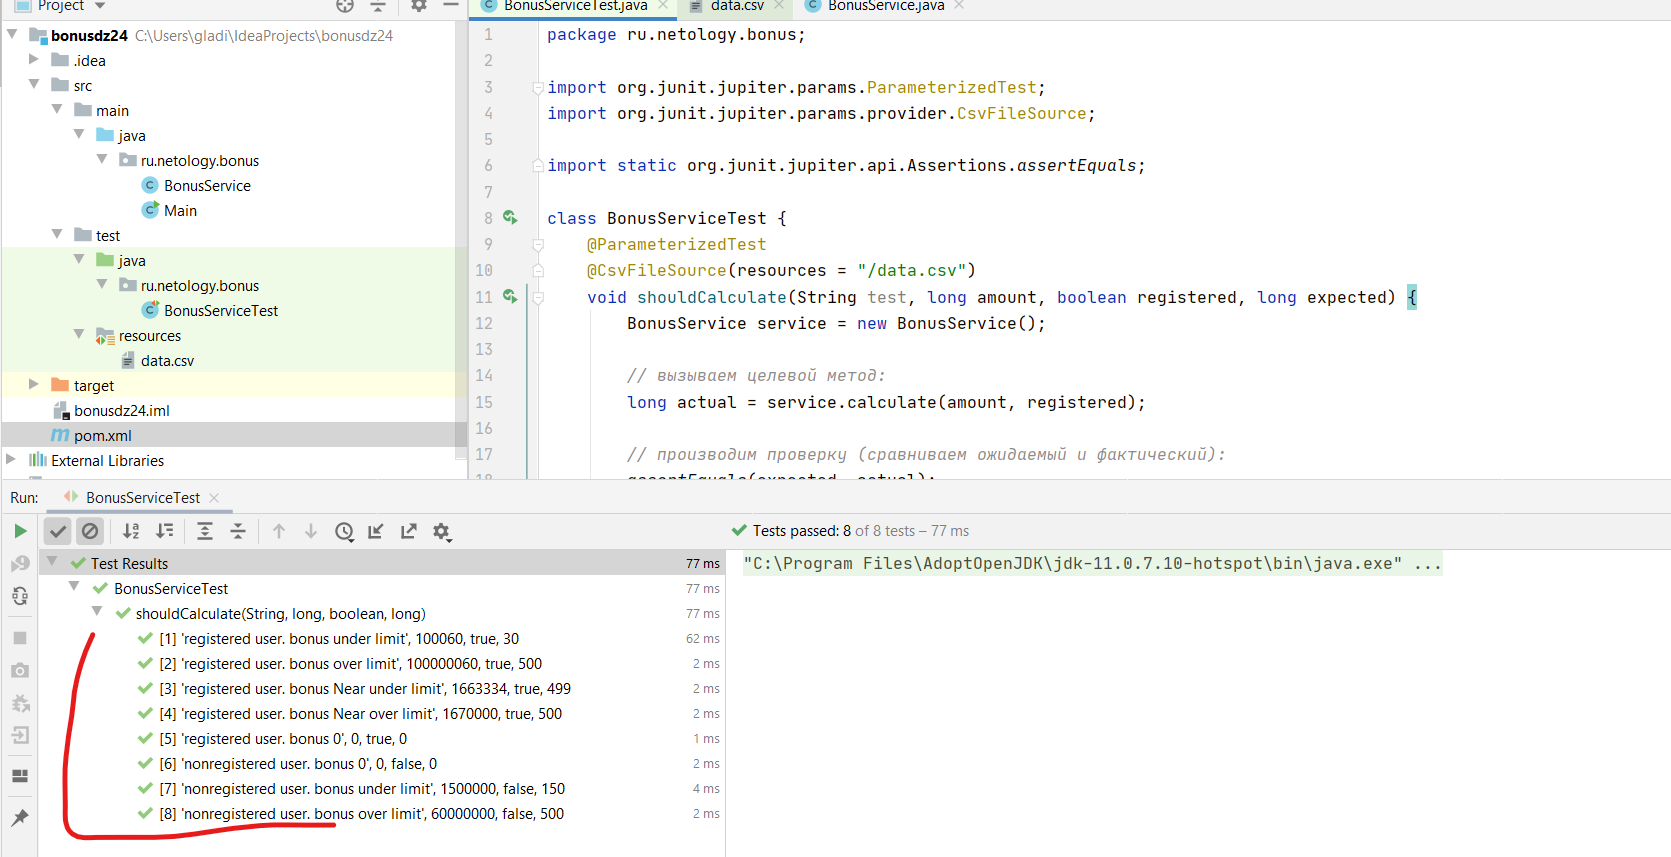 Project
BonusServiceTest.java
data.csv
BonusService.java
bonusdz24 C:\Users\gladi\IdeaProjects\bonusdz24
.idea
src
main
java
ru.netology.bonus
BonusService
Main
test
java
ru.netology.bonus
BonusServiceTest
resources
data.csv
target
bonusdz24.iml
pom.xml
External Libraries
1 package ru.netology.bonus;
2
3 import org.junit.jupiter.params.ParameterizedTest;
4 import org.junit.jupiter.params.provider.CsvFileSource;
5
6 import static org.junit.jupiter.api.Assertions.assertEquals;
7
8 class BonusServiceTest {
9 @ParameterizedTest
10 @CsvFileSource(resources = "/data.csv")
11 void shouldCalculate(String test, long amount, boolean registered, long expected) {
12 BonusService service = new BonusService();
13
14 // вызываем целевой метод:
15 long actual = service.calculate(amount, registered);
16
17 // производим проверку (сравниваем ожидаемый и фактический):
18 assertEquals(expected, actual);
Run: BonusServiceTest
Tests passed: 8 of 8 tests – 77 ms
Test Results 77 ms
BonusServiceTest 77 ms
shouldCalculate(String, long, boolean, long) 77 ms
[1] 'registered user. bonus under limit', 100060, true, 30 62 ms
[2] 'registered user. bonus over limit', 100000060, true, 500 2 ms
[3] 'registered user. bonus Near under limit', 1663334, true, 499 2 ms
[4] 'registered user. bonus Near over limit', 1670000, true, 500 2 ms
[5] 'registered user. bonus 0', 0, true, 0 1 ms
[6] 'nonregistered user. bonus 0', 0, false, 0 2 ms
[7] 'nonregistered user. bonus under limit', 1500000, false, 150 4 ms
[8] 'nonregistered user. bonus over limit', 60000000, false, 500 2 ms
"C:\Program Files\AdoptOpenJDK\jdk-11.0.7.10-hotspot\bin\java.exe" ...